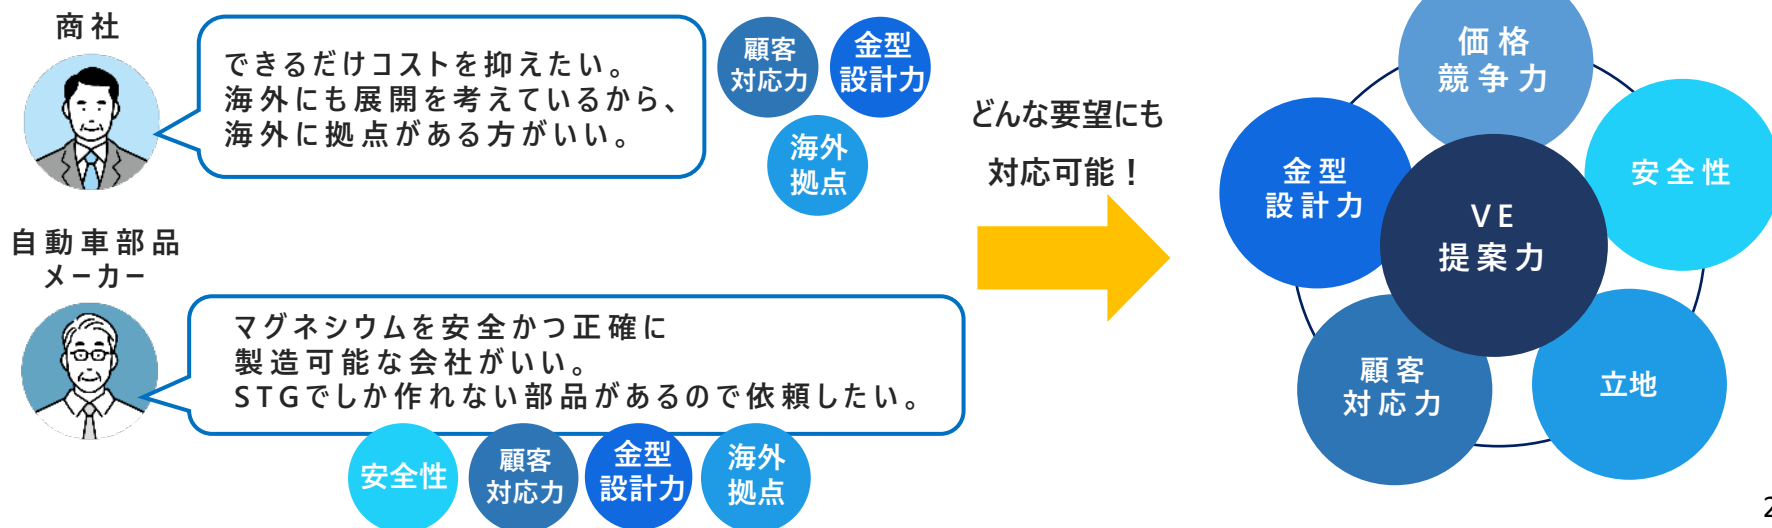 商社
できるだけコストを抑えたい。
海外にも展開を考えているから、
海外に拠点がある方がいい。
顧客
対応力
金型
設計力
海外
拠点
自動車部品
メーカー
マグネシウムを安全かつ正確に
製造可能な会社がいい。
STGでしか作れない部品があるので依頼したい。
安全性
顧客
対応力
金型
設計力
海外
拠点
どんな要望にも
対応可能！
価格
競争力
金型
設計力
安全性
VE
提案力
顧客
対応力
立地
2